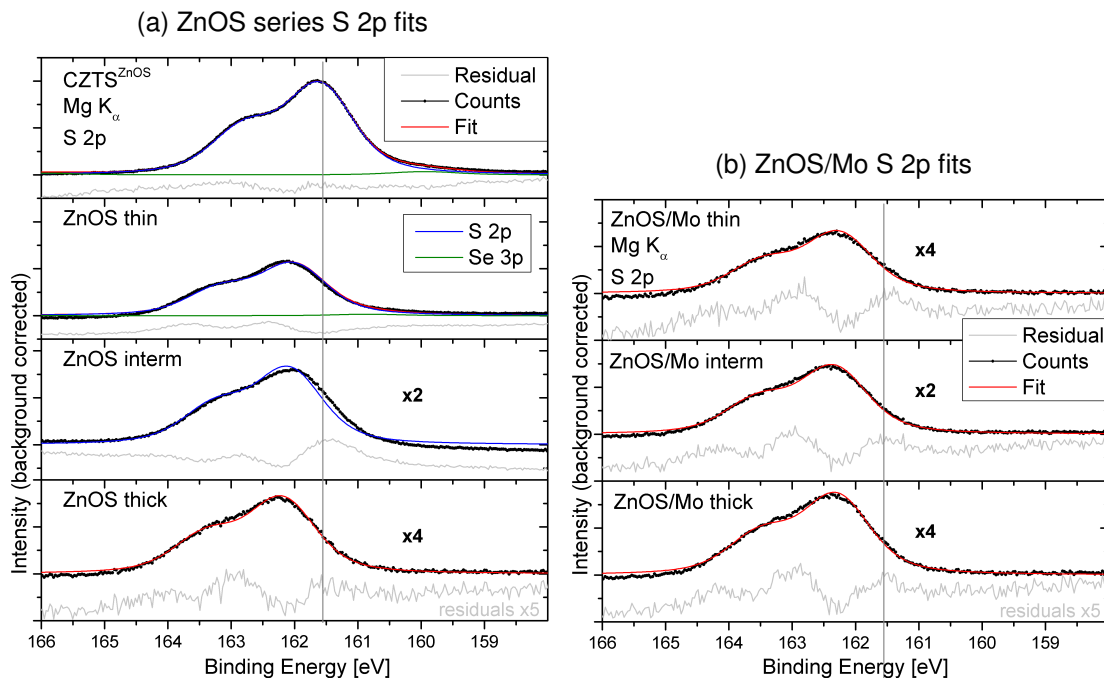 (a) ZnOS series S 2p fits
CZTS^ZnOS
Mg K_α
S 2p
Residual
Counts
Fit
ZnOS thin
S 2p
Se 3p
ZnOS interm
x2
ZnOS thick
x4
residuals x5
Intensity (background corrected)
166 165 164 163 162 161 160 159
Binding Energy [eV]
(b) ZnOS/Mo S 2p fits
ZnOS/Mo thin
Mg K_α
S 2p
x4
Residual
Counts
Fit
ZnOS/Mo interm
x2
ZnOS/Mo thick
x4
residuals x5
Intensity (background corrected)
166 165 164 163 162 161 160 159
Binding Energy [eV]